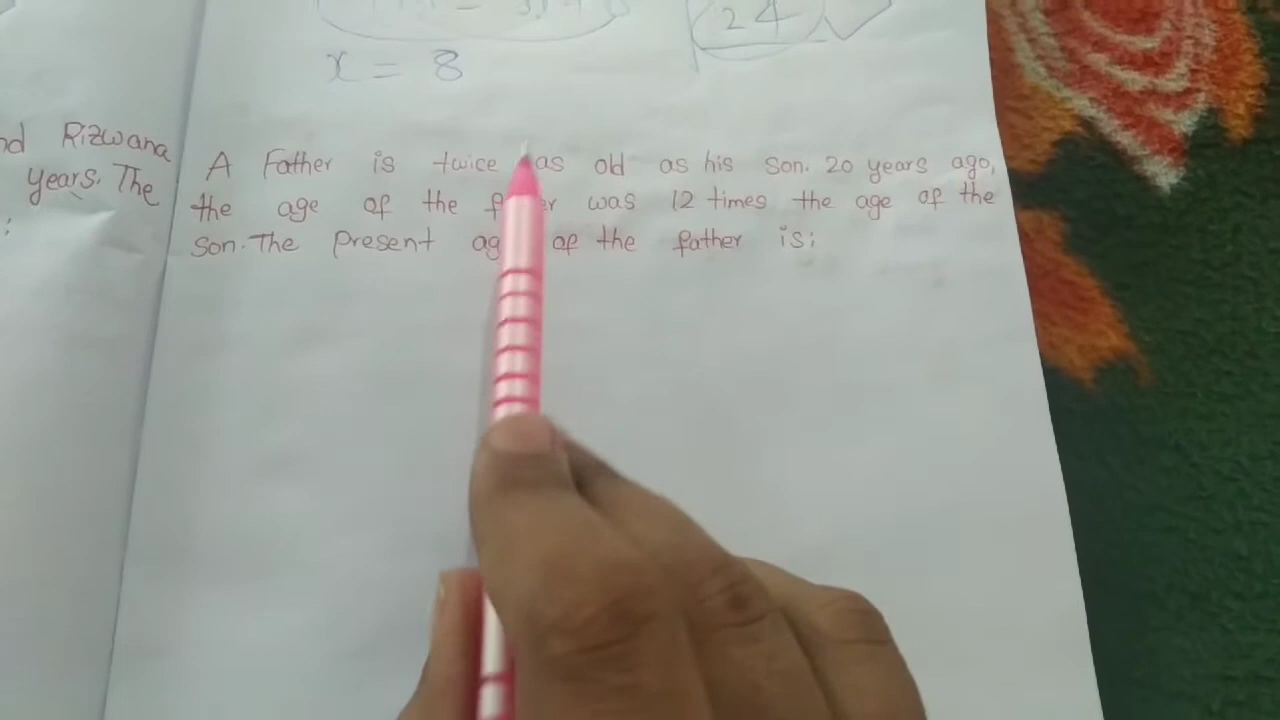 24
x = 8
nd Rizwana
years. The
:
A Father is twice as old as his son. 20 years ago,
the age of the was 12 times the age of the
son. The present of the father is: